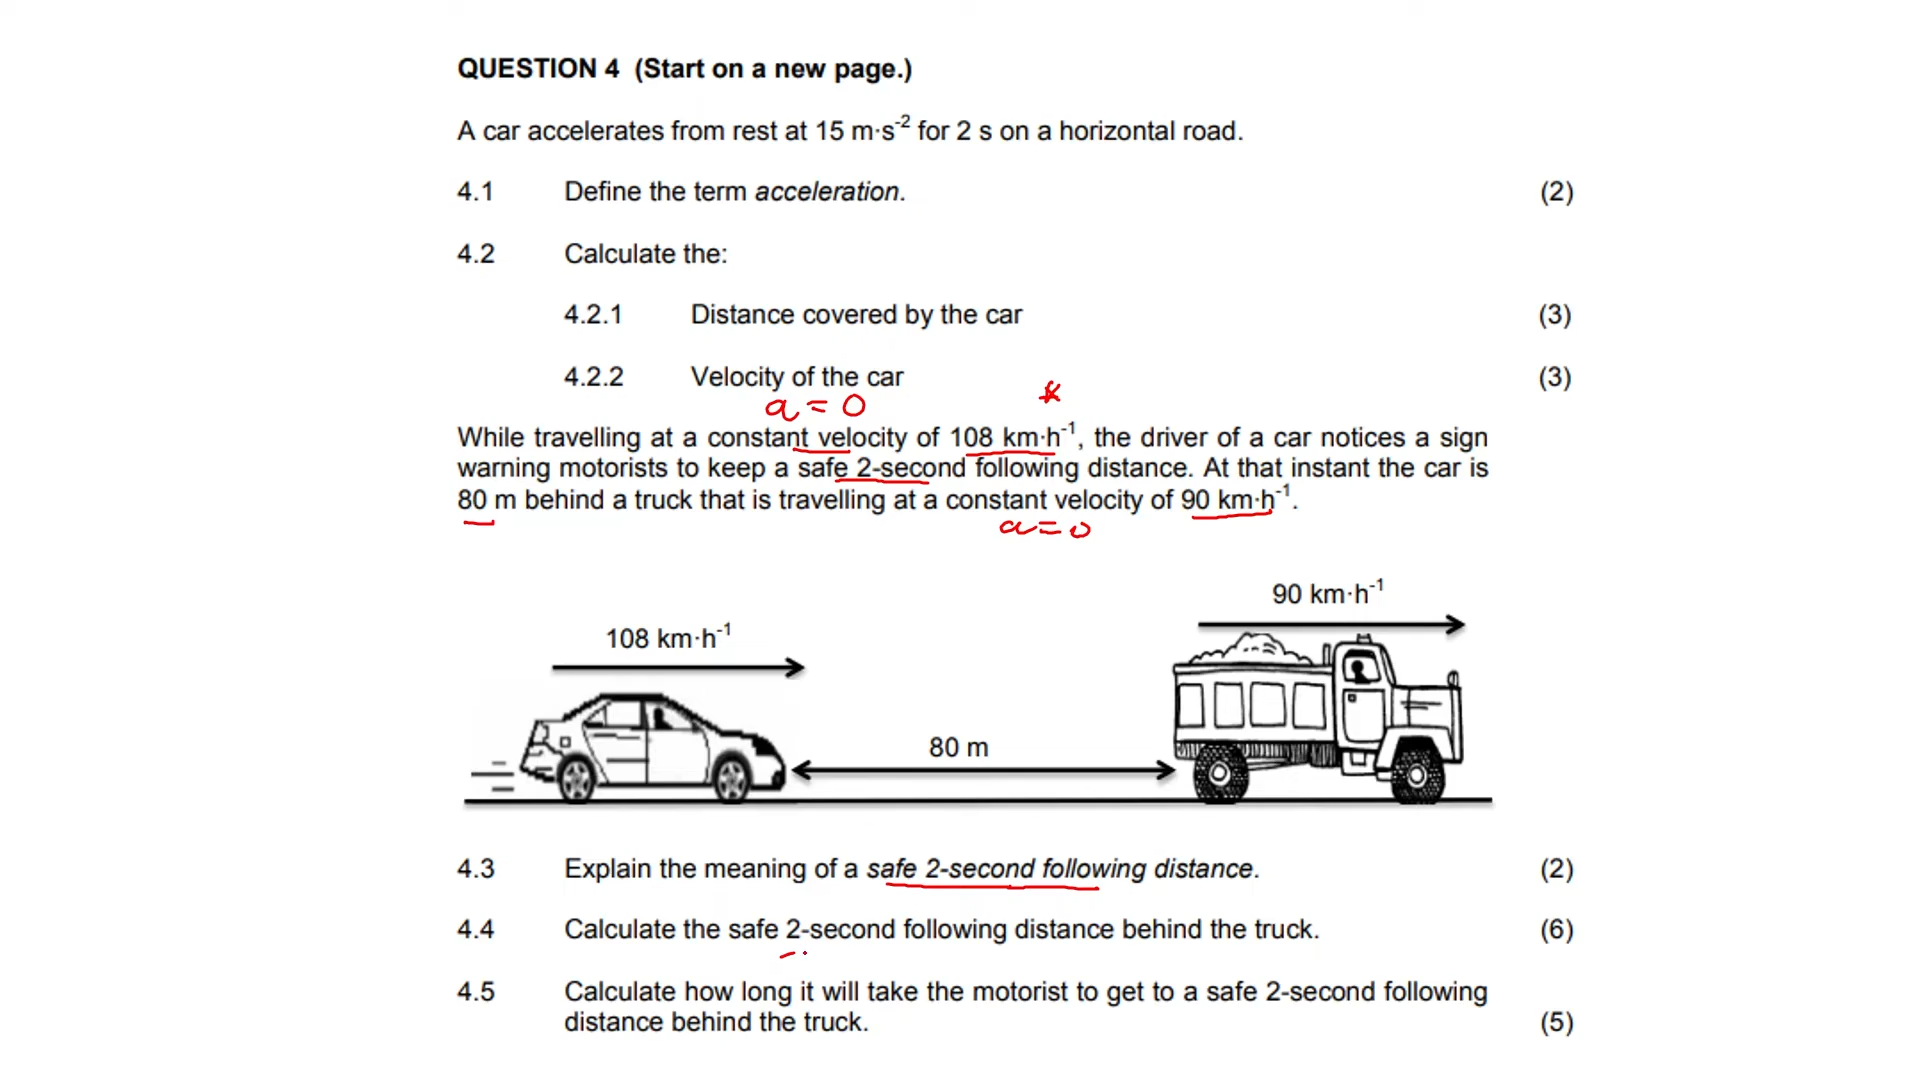 QUESTION 4 (Start on a new page.)
A car accelerates from rest at 15 m·s⁻² for 2 s on a horizontal road.
4.1 Define the term acceleration. (2)
4.2 Calculate the:
4.2.1 Distance covered by the car (3)
4.2.2 Velocity of the car (3)
a = 0 *
While travelling at a constant velocity of 108 km·h⁻¹, the driver of a car notices a sign
warning motorists to keep a safe 2-second following distance. At that instant the car is
80 m behind a truck that is travelling at a constant velocity of 90 km·h⁻¹.
a = 0
90 km·h⁻¹
108 km·h⁻¹
80 m
4.3 Explain the meaning of a safe 2-second following distance. (2)
4.4 Calculate the safe 2-second following distance behind the truck. (6)
4.5 Calculate how long it will take the motorist to get to a safe 2-second following
distance behind the truck. (5)